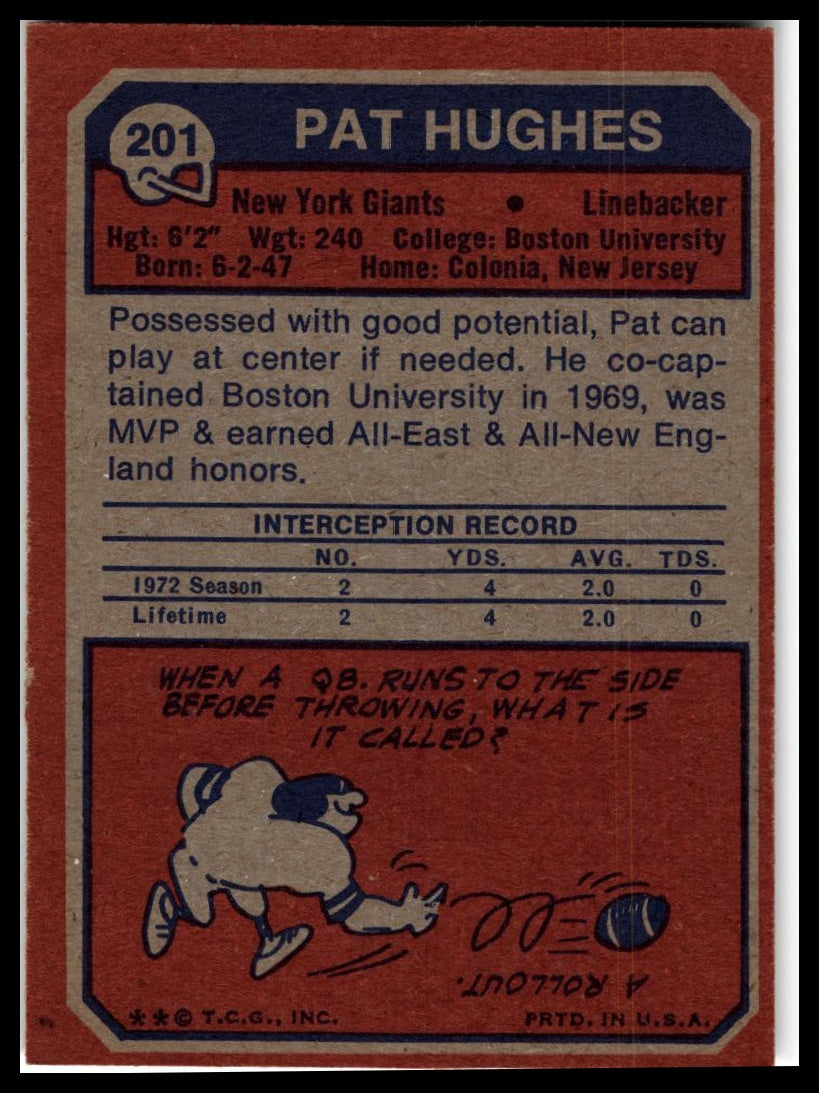 201
PAT HUGHES
New York Giants • Linebacker
Hgt: 6'2" Wgt: 240 College: Boston University
Born: 6-2-47 Home: Colonia, New Jersey
Possessed with good potential, Pat can
play at center if needed. He co-cap-
tained Boston University in 1969, was
MVP & earned All-East & All-New Eng-
land honors.
INTERCEPTION RECORD
NO. YDS. AVG. TDS.
1972 Season 2 4 2.0 0
Lifetime 2 4 2.0 0
WHEN A QB. RUNS TO THE SIDE
BEFORE THROWING, WHAT IS
IT CALLED?
A ROLLOUT.
**© T.C.G., INC. PRTD. IN U.S.A.